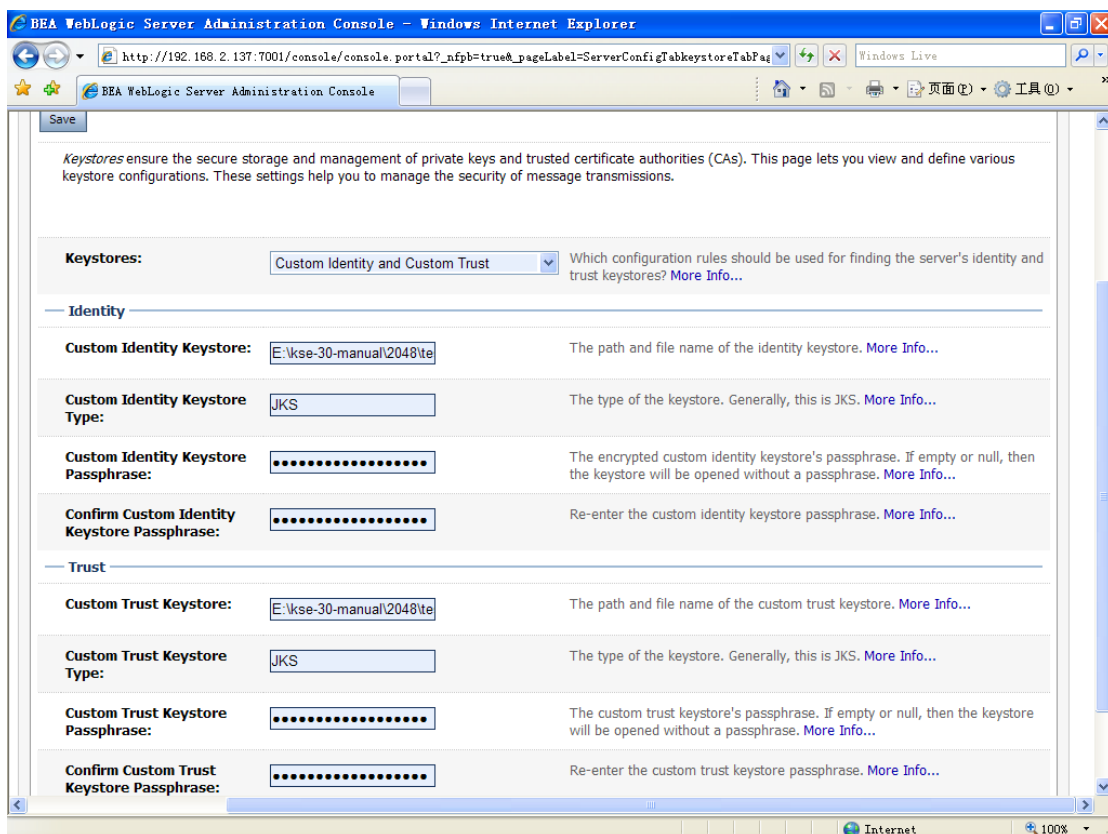 BEA WebLogic Server Administration Console - Windows Internet Explorer
http://192.168.2.137:7001/console/console.portal?_nfpb=true&_pageLabel=ServerConfigTabkeystoreTabPag
Windows Live
BEA WebLogic Server Administration Console
页面(P)
工具(O)
»
Save
Keystores ensure the secure storage and management of private keys and trusted certificate authorities (CAs). This page lets you view and define various
keystore configurations. These settings help you to manage the security of message transmissions.
Keystores:
Custom Identity and Custom Trust
Which configuration rules should be used for finding the server's identity and
trust keystores? More Info...
Identity
Custom Identity Keystore:
E:\kse-30-manual\2048\te
The path and file name of the identity keystore. More Info...
Custom Identity Keystore
Type:
JKS
The type of the keystore. Generally, this is JKS. More Info...
Custom Identity Keystore
Passphrase:
••••••••••••••••••
The encrypted custom identity keystore's passphrase. If empty or null, then
the keystore will be opened without a passphrase. More Info...
Confirm Custom Identity
Keystore Passphrase:
••••••••••••••••••
Re-enter the custom identity keystore passphrase. More Info...
Trust
Custom Trust Keystore:
E:\kse-30-manual\2048\te
The path and file name of the custom trust keystore. More Info...
Custom Trust Keystore
Type:
JKS
The type of the keystore. Generally, this is JKS. More Info...
Custom Trust Keystore
Passphrase:
••••••••••••••••••
The custom trust keystore's passphrase. If empty or null, then the keystore
will be opened without a passphrase. More Info...
Confirm Custom Trust
Keystore Passphrase:
••••••••••••••••••
Re-enter the custom trust keystore passphrase. More Info...
Internet
100%